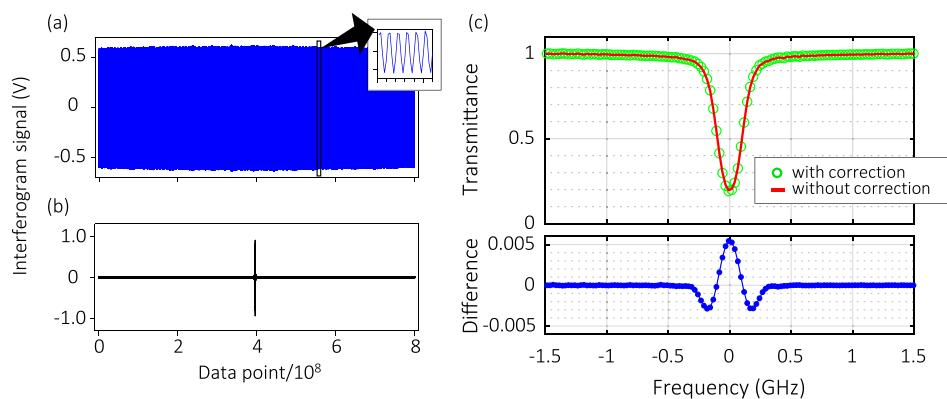 (a)
Interferogram signal (V)
0.5
0
-0.5
(b)
1.0
0
-1.0
0
2
4
6
8
Data point/10⁸
(c)
Transmittance
1
0.5
0
with correction
without correction
Difference
0.005
0
-0.005
-1.5
-1
-0.5
0
0.5
1
1.5
Frequency (GHz)